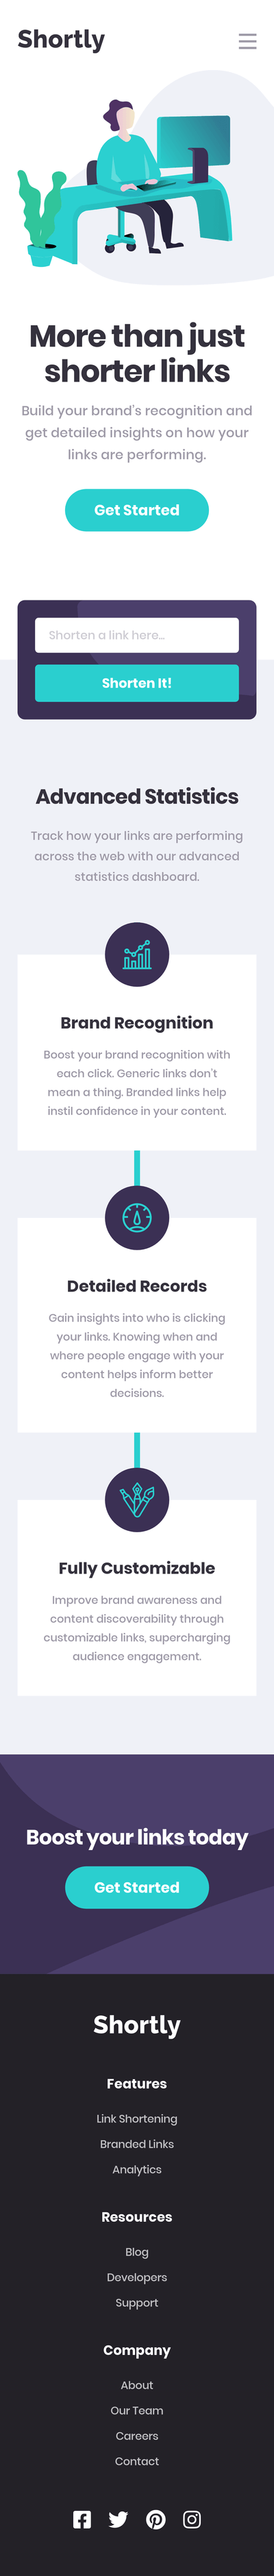 Shortly
More than just
shorter links
Build your brand's recognition and
get detailed insights on how your
links are performing.
Get Started
Shorten a link here...
Shorten It!
Advanced Statistics
Track how your links are performing
across the web with our advanced
statistics dashboard.
Brand Recognition
Boost your brand recognition with
each click. Generic links don't
mean a thing. Branded links help
instil confidence in your content.
Detailed Records
Gain insights into who is clicking
your links. Knowing when and
where people engage with your
content helps inform better
decisions.
Fully Customizable
Improve brand awareness and
content discoverability through
customizable links, supercharging
audience engagement.
Boost your links today
Get Started
Shortly
Features
Link Shortening
Branded Links
Analytics
Resources
Blog
Developers
Support
Company
About
Our Team
Careers
Contact